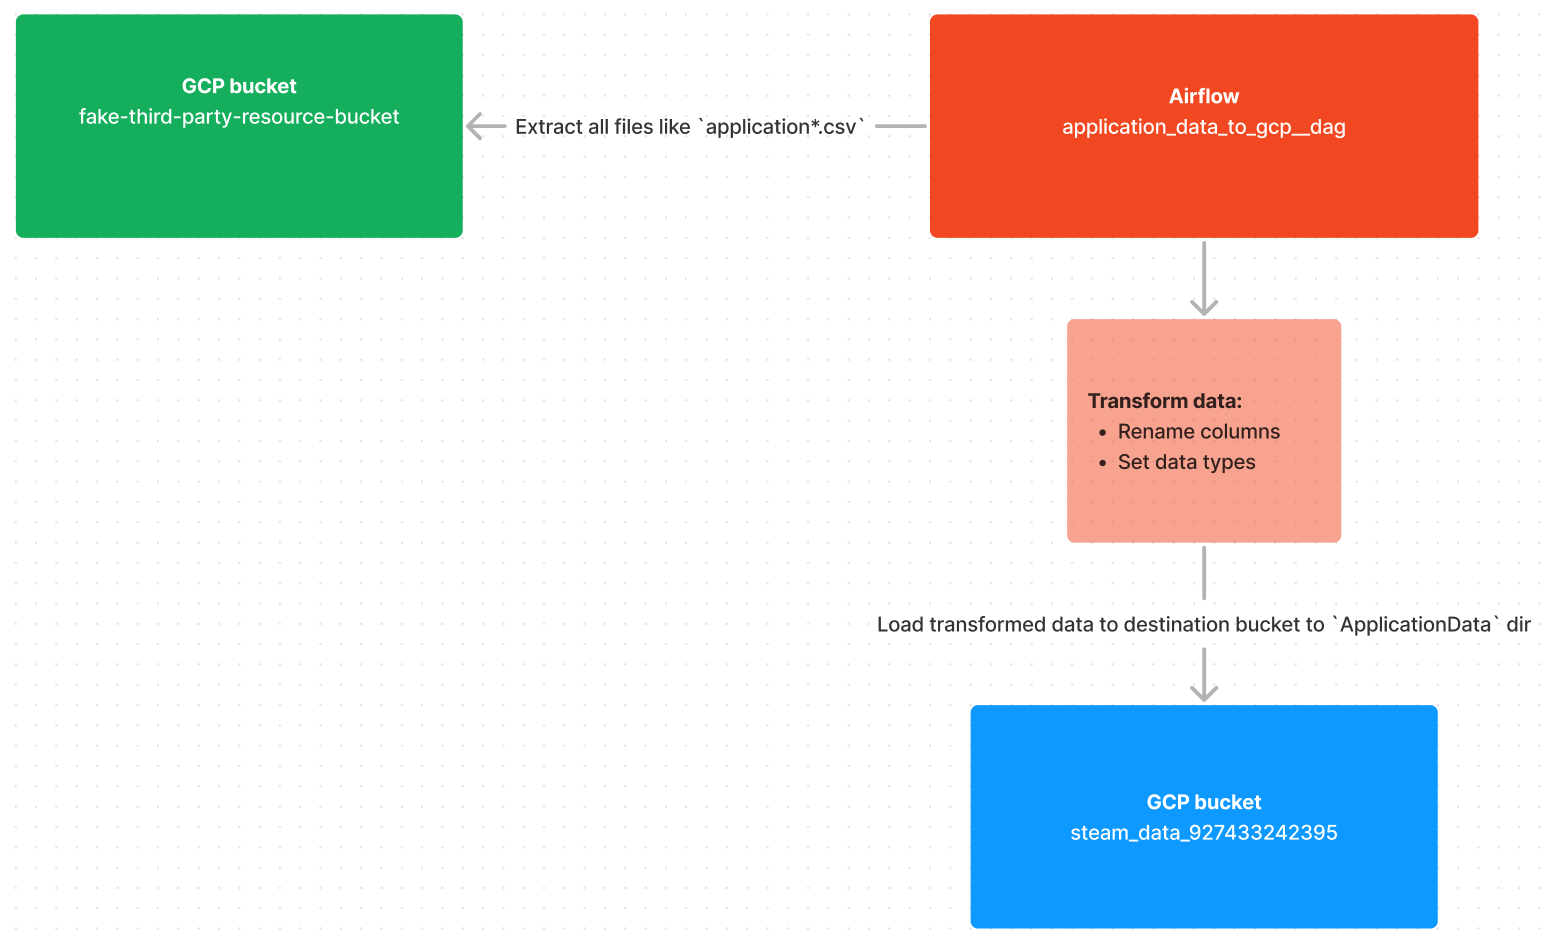 GCP bucket
fake-third-party-resource-bucket
Extract all files like `application*.csv`
Airflow
application_data_to_gcp__dag
Transform data:
• Rename columns
• Set data types
Load transformed data to destination bucket to `ApplicationData` dir
GCP bucket
steam_data_927433242395